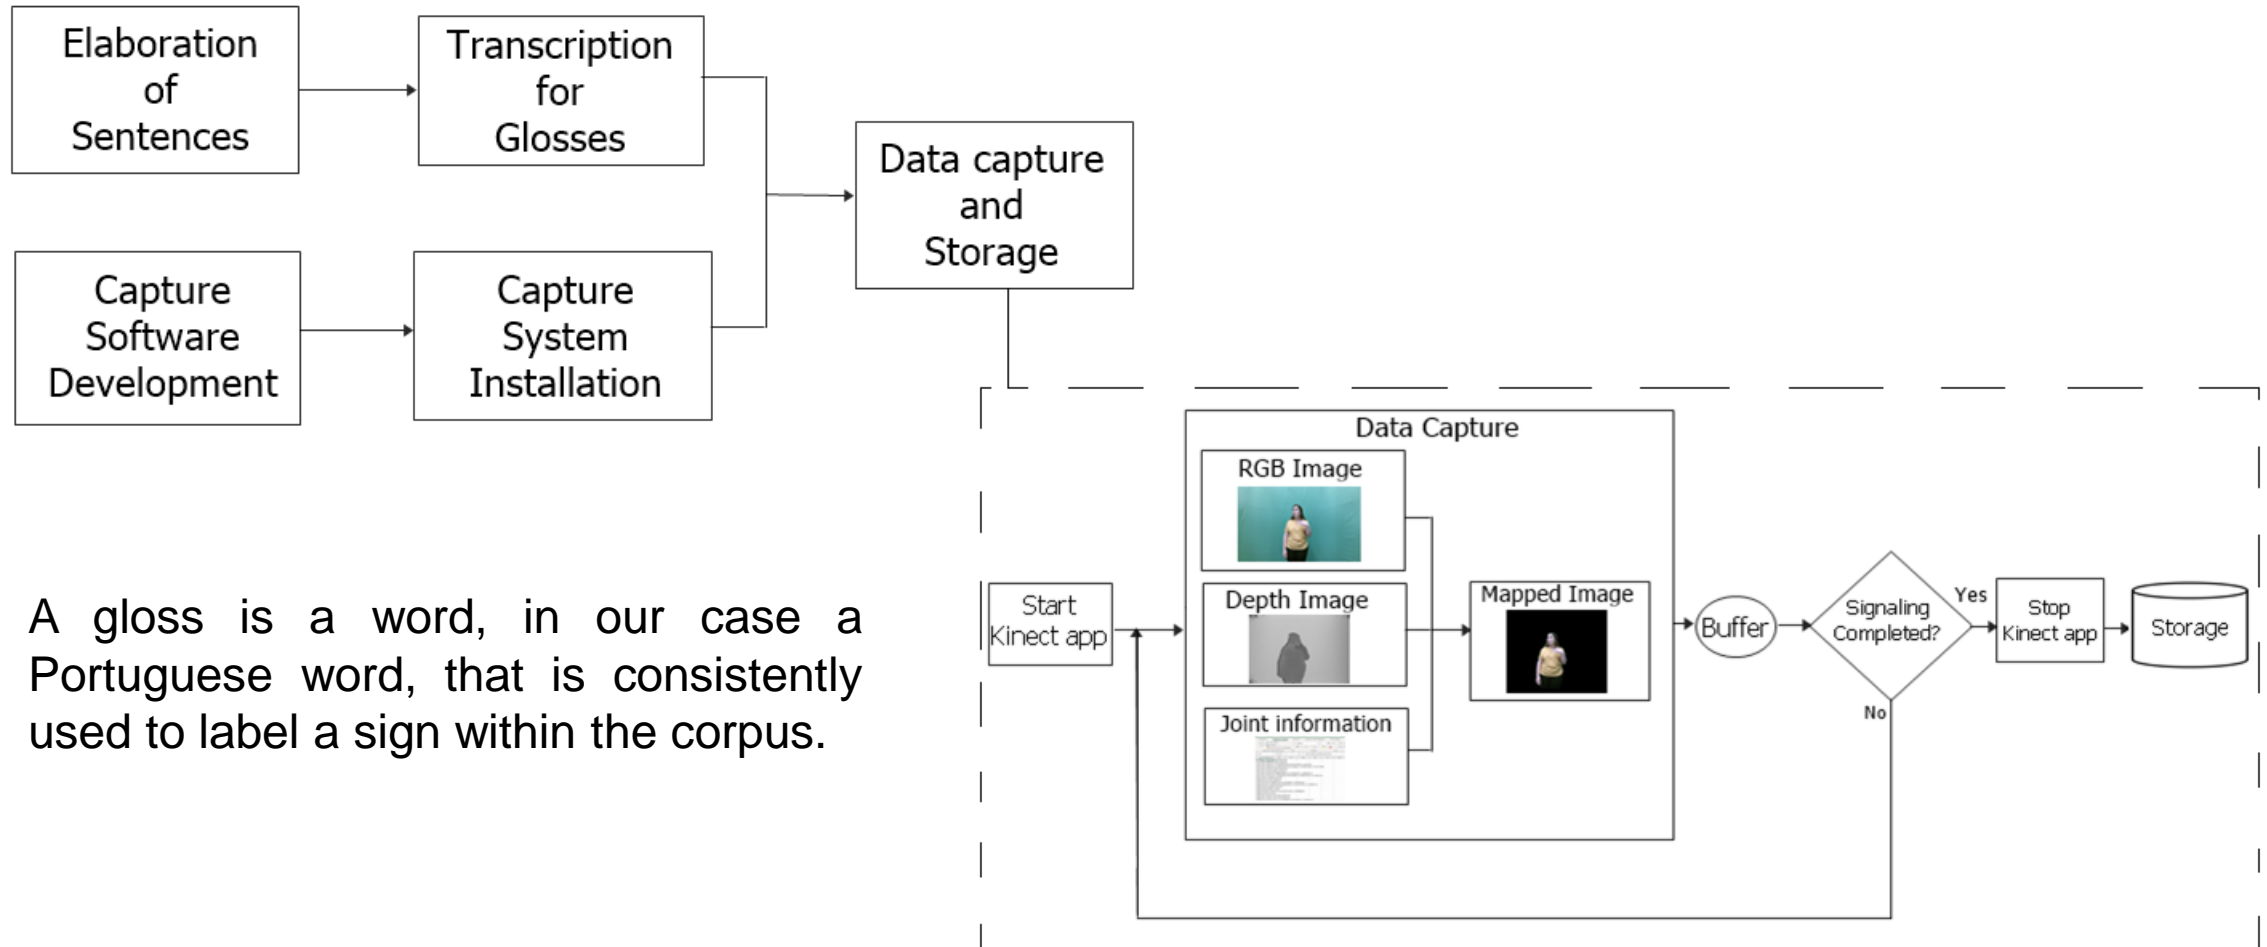 Elaboration
of
Sentences
Transcription
for
Glosses
Data capture
and
Storage
Capture
Software
Development
Capture
System
Installation
A gloss is a word, in our case a
Portuguese word, that is consistently
used to label a sign within the corpus.
Data Capture
RGB Image
Depth Image
Joint information
Mapped Image
Start
Kinect app
Buffer
Signaling
Completed?
Yes
No
Stop
Kinect app
Storage